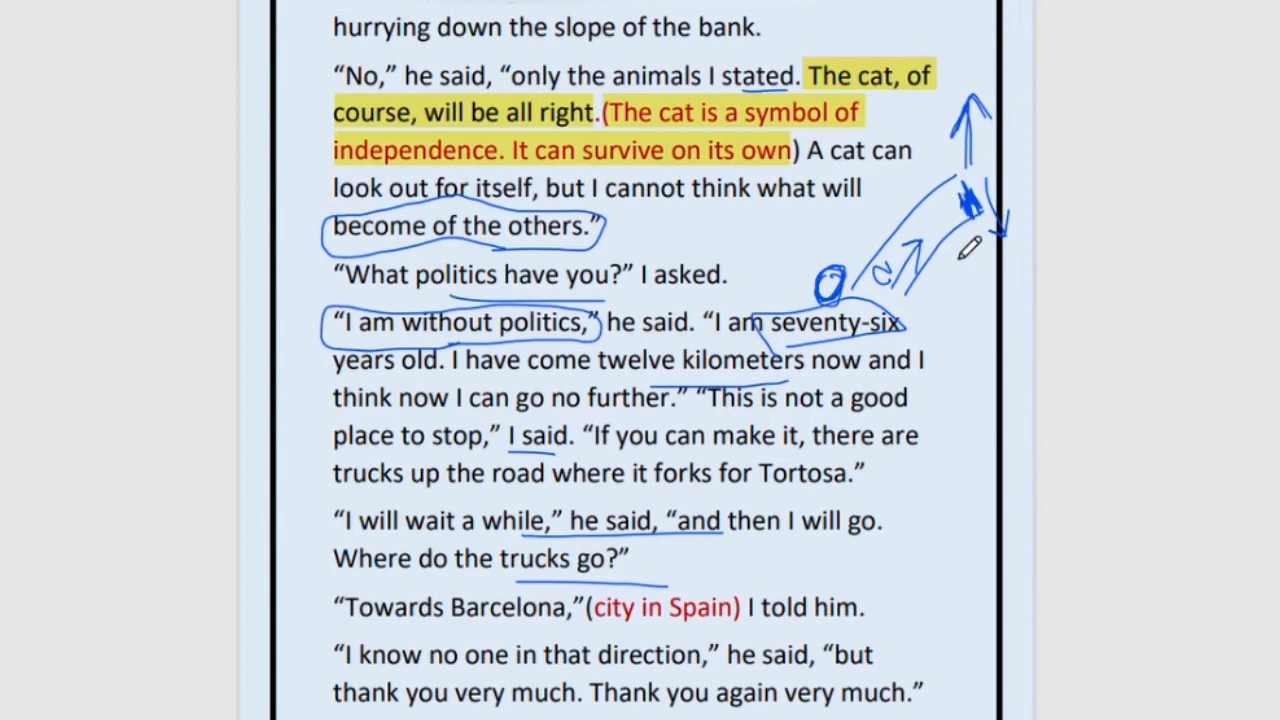 hurrying down the slope of the bank.
“No,” he said, “only the animals I stated. The cat, of
course, will be all right.(The cat is a symbol of
independence. It can survive on its own) A cat can
look out for itself, but I cannot think what will
become of the others.”
“What politics have you?” I asked.
“I am without politics,” he said. “I am seventy-six
years old. I have come twelve kilometers now and I
think now I can go no further.” “This is not a good
place to stop,” I said. “If you can make it, there are
trucks up the road where it forks for Tortosa.”
“I will wait a while,” he said, “and then I will go.
Where do the trucks go?”
“Towards Barcelona,”(city in Spain) I told him.
“I know no one in that direction,” he said, “but
thank you very much. Thank you again very much.”